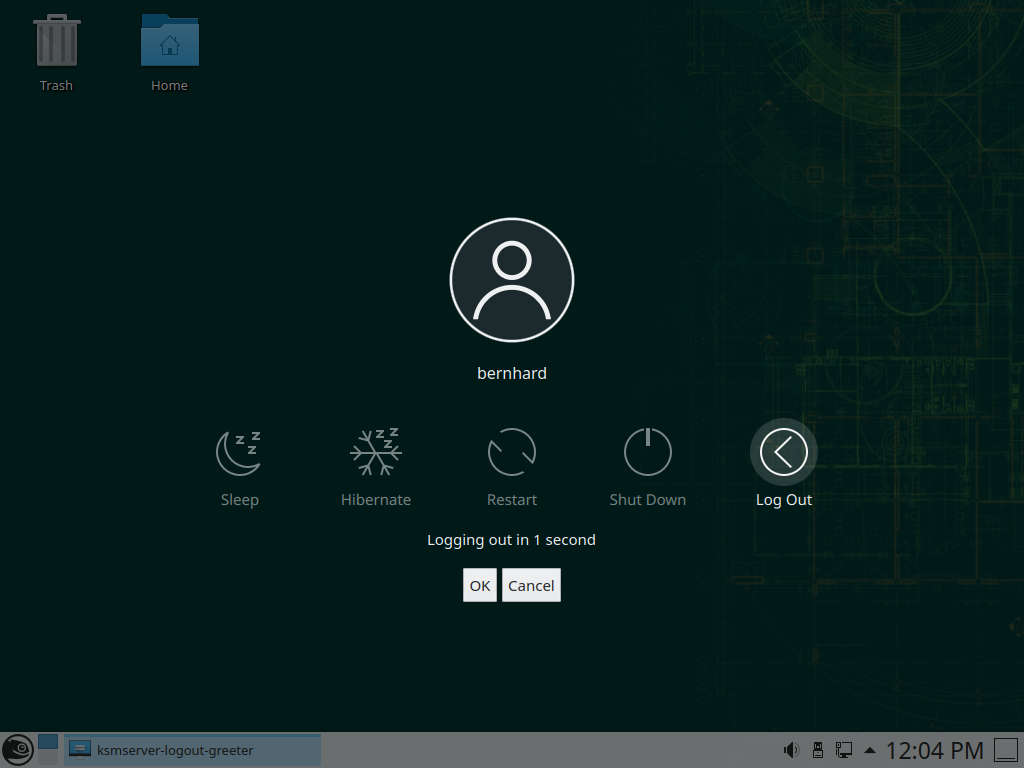 Trash
Home
bernhard
z z z
z z z
Sleep
Hibernate
Restart
Shut Down
Log Out
Logging out in 1 second
OK
Cancel
ksmserver-logout-greeter
12:04 PM